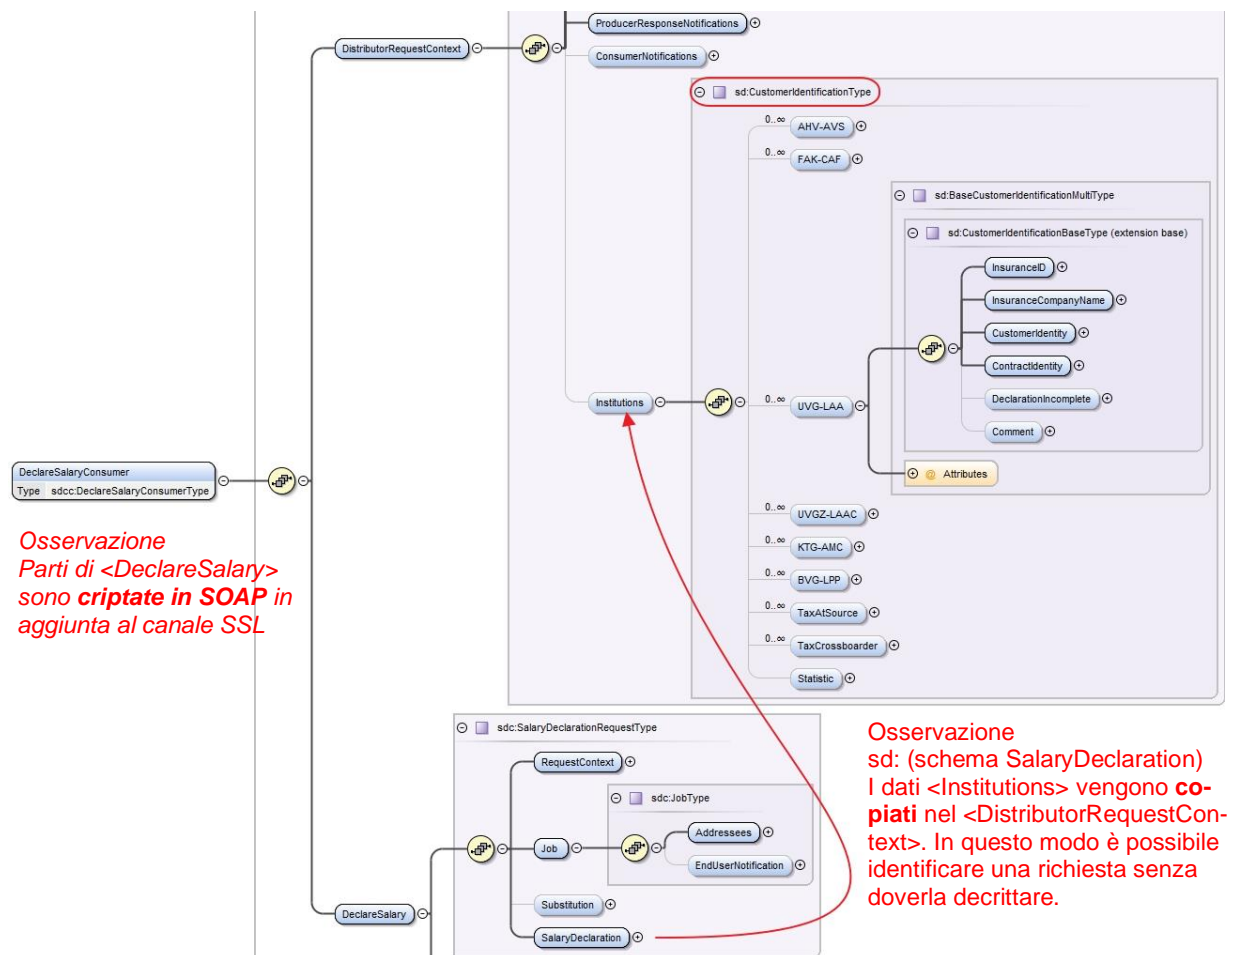 ProducerResponseNotifications
DistributorRequestContext
ConsumerNotifications
sd:CustomerIdentificationType
0..∞
AHV-AVS
0..∞
FAK-CAF
sd:BaseCustomerIdentificationMultiType
sd:CustomerIdentificationBaseType (extension base)
InsuranceID
InsuranceCompanyName
CustomerIdentity
ContractIdentity
DeclarationIncomplete
Comment
Institutions
0..∞
UVG-LAA
@ Attributes
DeclareSalaryConsumer
Type sdcc:DeclareSalaryConsumerType
0..∞
UVGZ-LAAC
0..∞
KTG-AMC
0..∞
BVG-LPP
0..∞
TaxAtSource
0..∞
TaxCrossboarder
Statistic
Osservazione
Parti di <DeclareSalary>
sono criptate in SOAP in
aggiunta al canale SSL
sdc:SalaryDeclarationRequestType
RequestContext
sdc:JobType
Job
Addressees
EndUserNotification
Substitution
DeclareSalary
SalaryDeclaration
Osservazione
sd: (schema SalaryDeclaration)
I dati <Institutions> vengono co-
piati nel <DistributorRequestCon-
text>. In questo modo è possibile
identificare una richiesta senza
doverla decrittare.